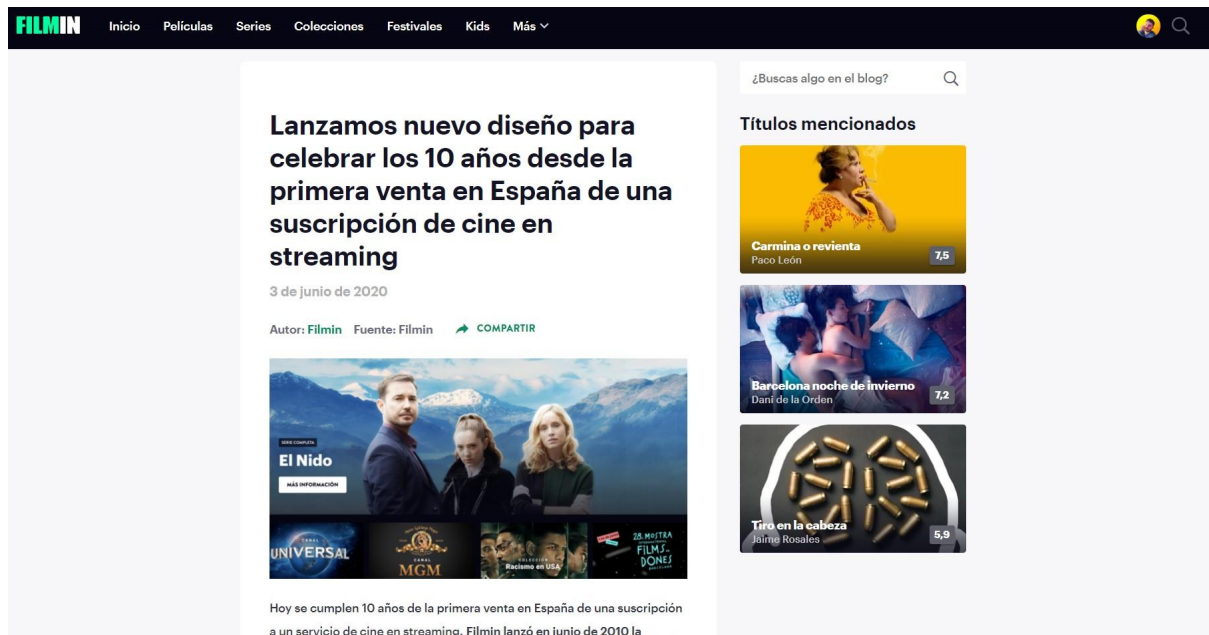 FILMIN
Inicio Películas Series Colecciones Festivales Kids Más
Lanzamos nuevo diseño para
celebrar los 10 años desde la
primera venta en España de una
suscripción de cine en
streaming
3 de junio de 2020
Autor: Filmin Fuente: Filmin COMPARTIR
SERIE COMPLETA
El Nido
MÁS INFORMACIÓN
CANAL
UNIVERSAL
CANAL
MGM
COLECCIÓN
Racismo en USA
28. MOSTRA
FILMS..
DONES
Hoy se cumplen 10 años de la primera venta en España de una suscripción
a un servicio de cine en streaming. Filmin lanzó en junio de 2010 la
¿Buscas algo en el blog?
Títulos mencionados
Carmina o revienta
Paco León
7,5
Barcelona noche de invierno
Dani de la Orden
7,2
Tiro en la cabeza
Jaime Rosales
5,9